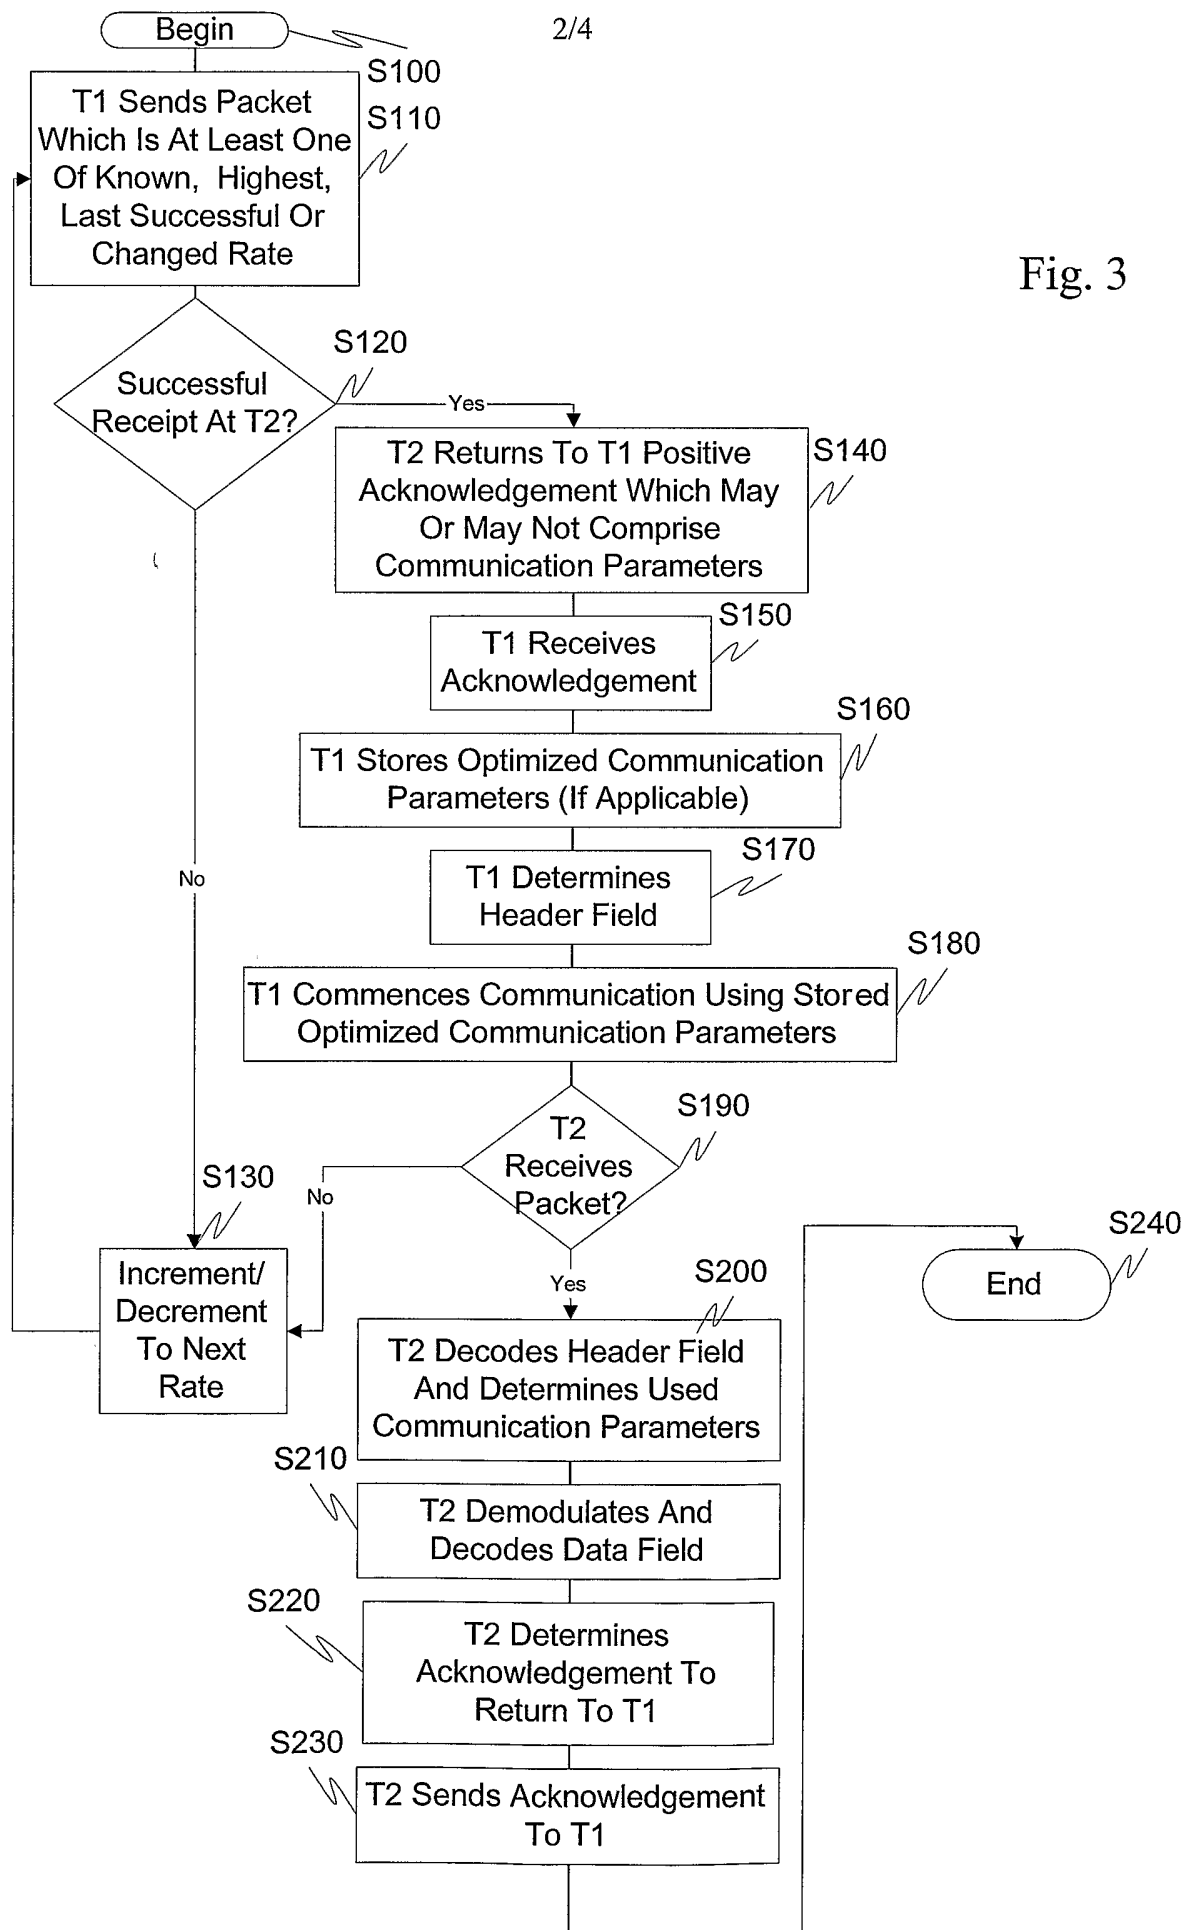 2/4
Begin
S100
T1 Sends Packet
Which Is At Least One
Of Known, Highest,
Last Successful Or
Changed Rate
S110
Fig. 3
Successful
Receipt At T2?
S120
Yes
T2 Returns To T1 Positive
Acknowledgement Which May
Or May Not Comprise
Communication Parameters
S140
T1 Receives
Acknowledgement
S150
T1 Stores Optimized Communication
Parameters (If Applicable)
S160
No
T1 Determines
Header Field
S170
T1 Commences Communication Using Stored
Optimized Communication Parameters
S180
T2
Receives
Packet?
S190
No
Yes
S130
Increment/
Decrement
To Next
Rate
S240
End
S200
T2 Decodes Header Field
And Determines Used
Communication Parameters
S210
T2 Demodulates And
Decodes Data Field
S220
T2 Determines
Acknowledgement To
Return To T1
S230
T2 Sends Acknowledgement
To T1